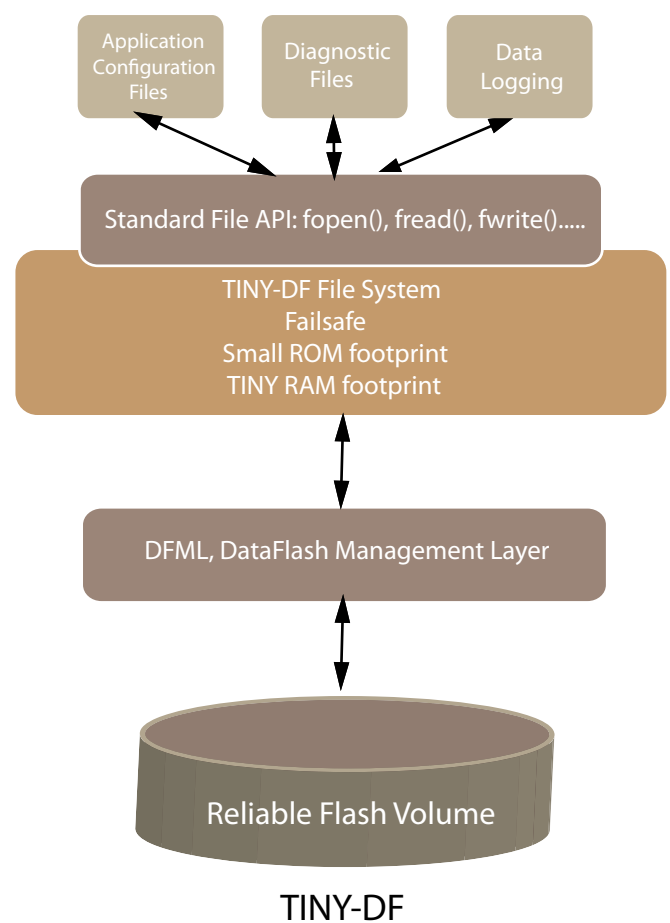 Application
Configuration
Files
Diagnostic
Files
Data
Logging
Standard File API: fopen(), fread(), fwrite().....
TINY-DF File System
Failsafe
Small ROM footprint
TINY RAM footprint
DFML, DataFlash Management Layer
Reliable Flash Volume
TINY-DF